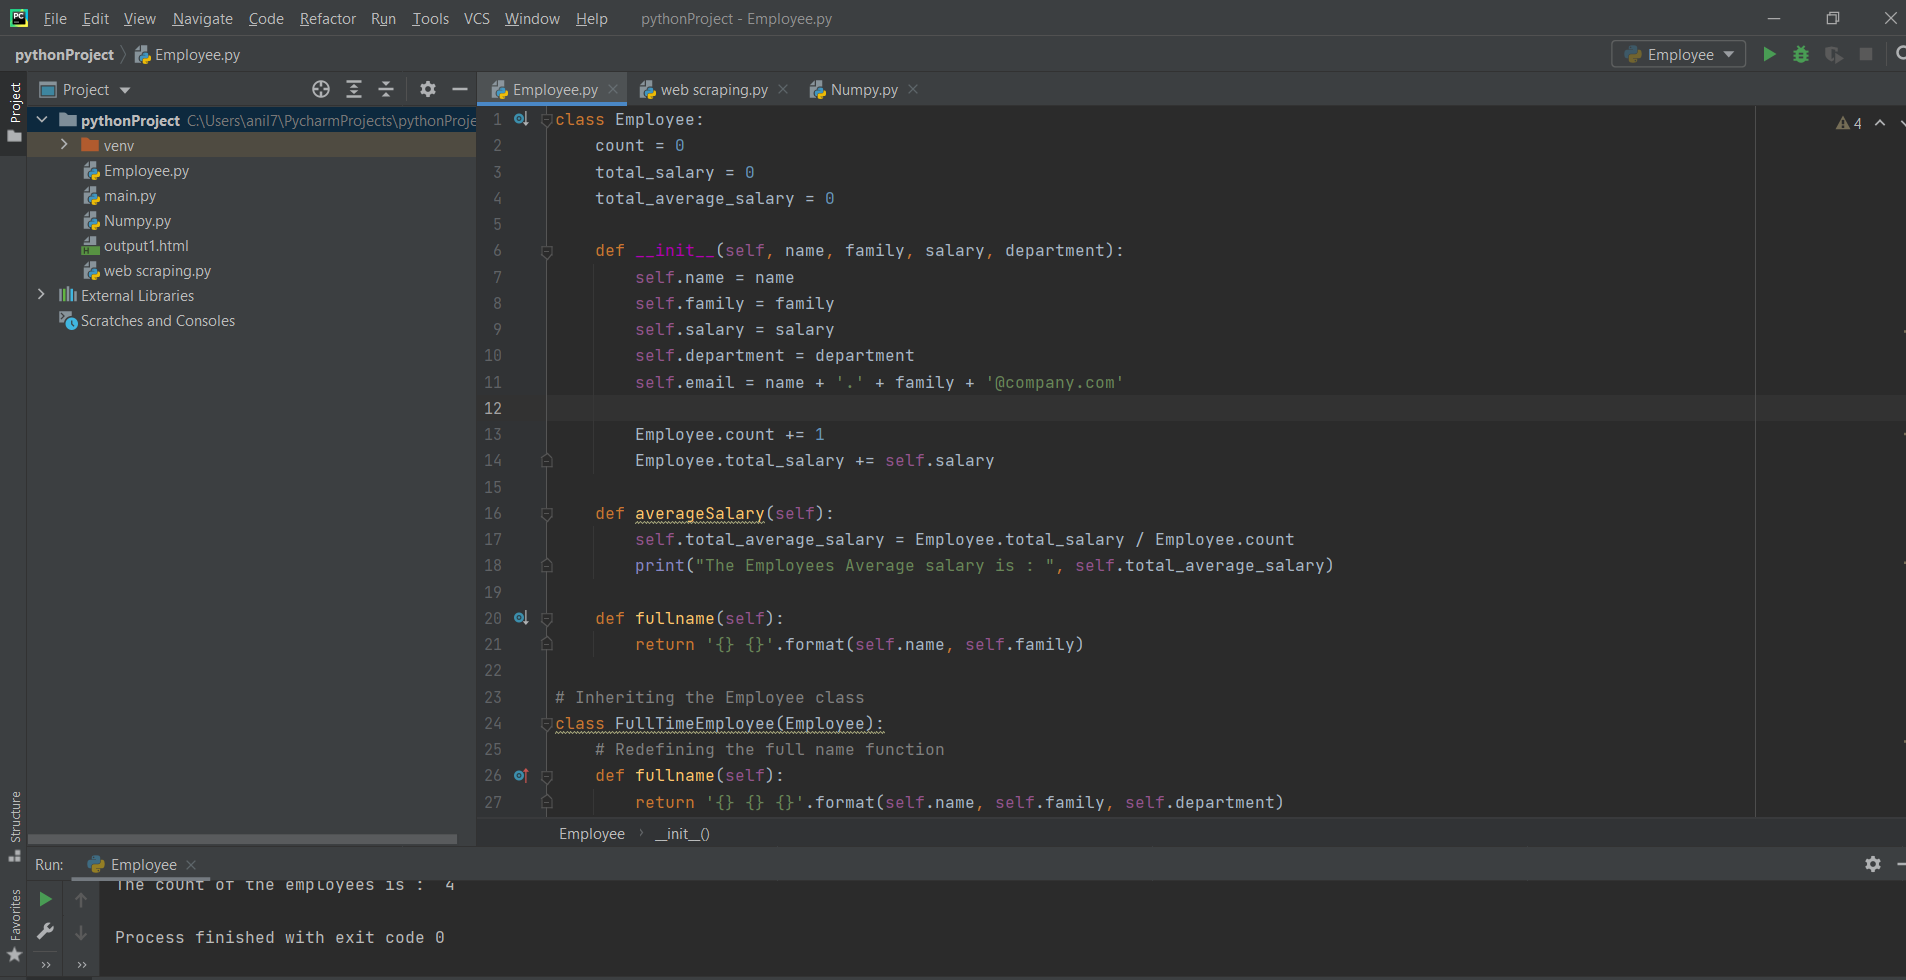 File Edit View Navigate Code Refactor Run Tools VCS Window Help pythonProject - Employee.py
pythonProject Employee.py Employee
Project
Project
Employee.py web scraping.py Numpy.py
pythonProject C:\Users\anil7\PycharmProjects\pythonProje
venv
Employee.py
main.py
Numpy.py
output1.html
web scraping.py
External Libraries
Scratches and Consoles
4
1 class Employee:
2 count = 0
3 total_salary = 0
4 total_average_salary = 0
5
6 def __init__(self, name, family, salary, department):
7 self.name = name
8 self.family = family
9 self.salary = salary
10 self.department = department
11 self.email = name + '.' + family + '@company.com'
12
13 Employee.count += 1
14 Employee.total_salary += self.salary
15
16 def averageSalary(self):
17 self.total_average_salary = Employee.total_salary / Employee.count
18 print("The Employees Average salary is : ", self.total_average_salary)
19
20 def fullname(self):
21 return '{} {}'.format(self.name, self.family)
22
23 # Inheriting the Employee class
24 class FullTimeEmployee(Employee):
25 # Redefining the full name function
26 def fullname(self):
27 return '{} {} {}'.format(self.name, self.family, self.department)
Employee › __init__()
Structure
Favorites
Run: Employee
The count of the employees is : 4
Process finished with exit code 0